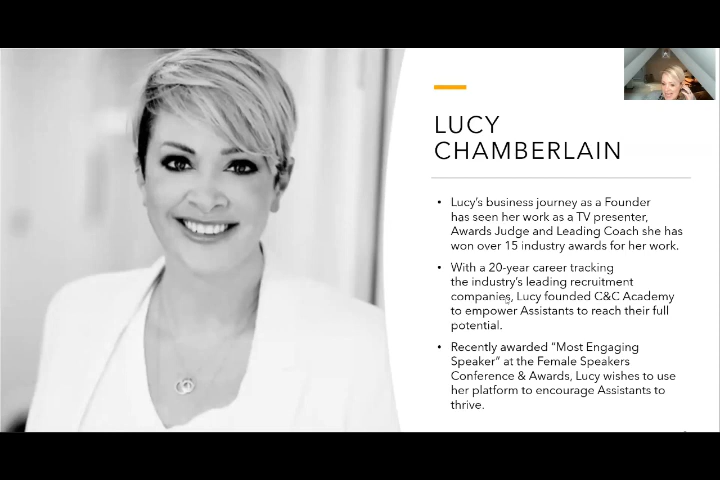 LUCY
CHAMBERLAIN
• Lucy's business journey as a Founder
has seen her work as a TV presenter,
Awards Judge and Leading Coach she has
won over 15 industry awards for her work.
• With a 20-year career tracking
the industry's leading recruitment
companies, Lucy founded C&C Academy
to empower Assistants to reach their full
potential.
• Recently awarded "Most Engaging
Speaker" at the Female Speakers
Conference & Awards, Lucy wishes to use
her platform to encourage Assistants to
thrive.